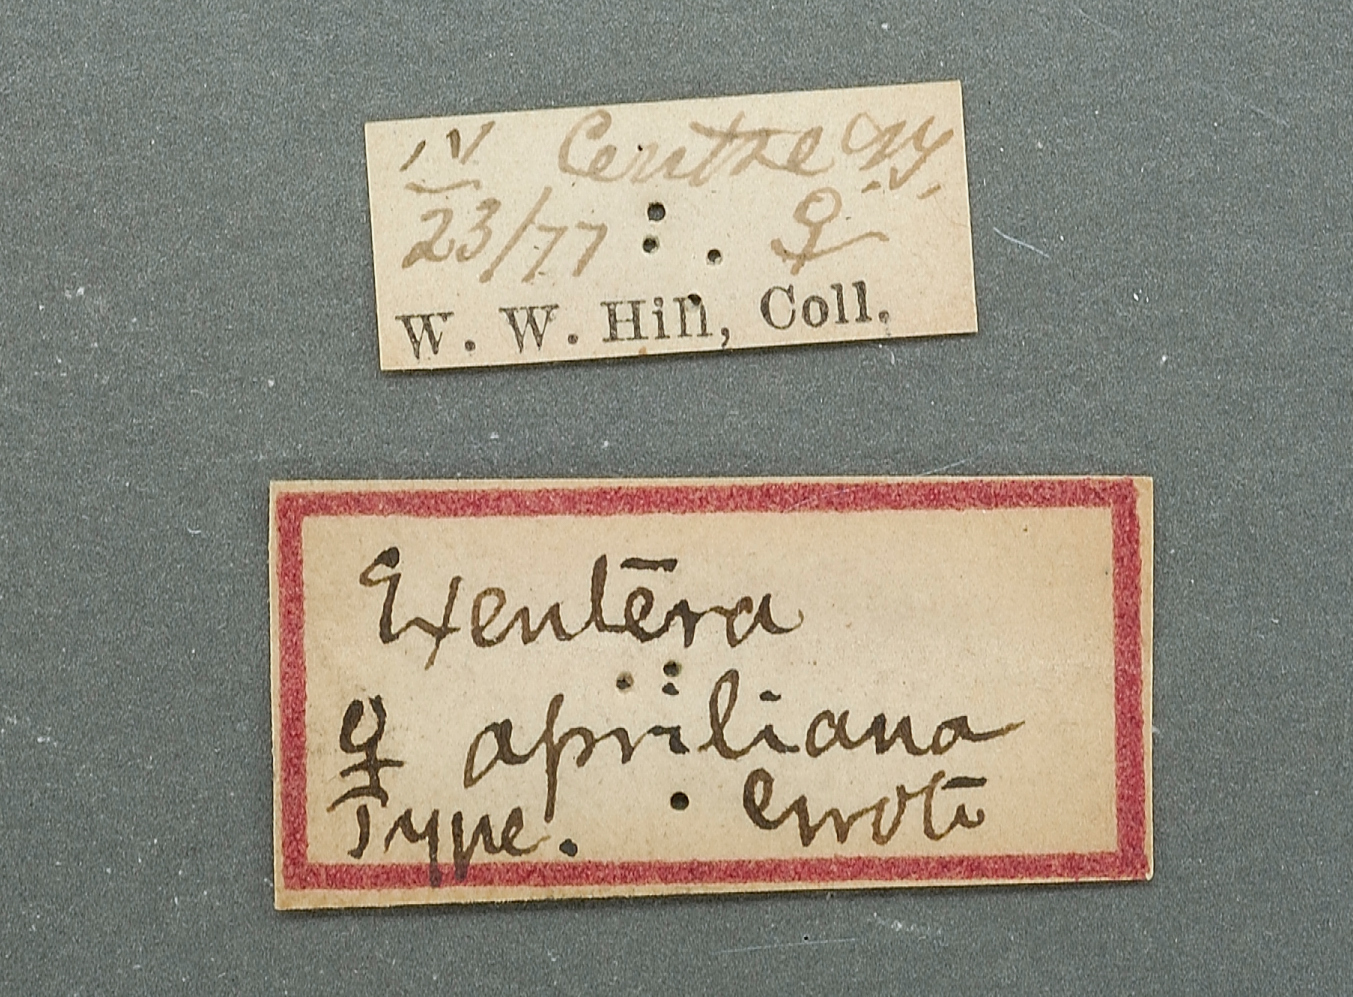 IV Centre N.Y.
23/77 ♀
W. W. Hill, Coll.
Exentēra
♀ apriliana
Type. Grote